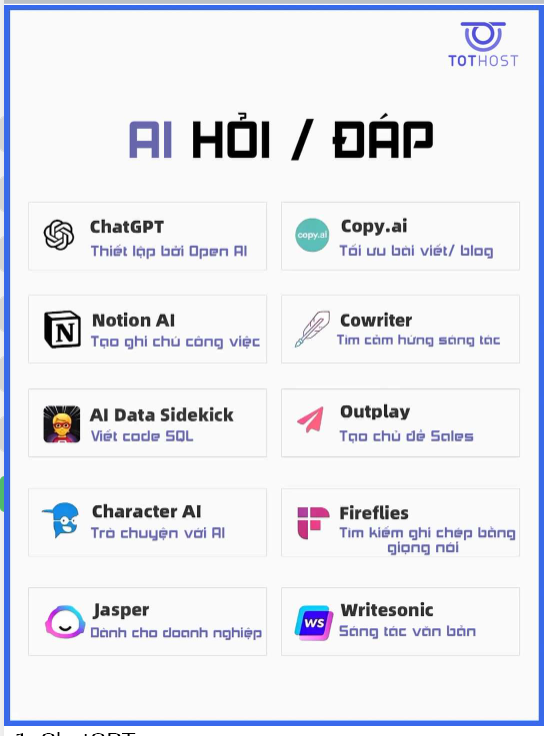 TOTHOST
AI HỎI / ĐÁP
ChatGPT
Thiết lập bởi Open AI
copy.ai
Copy.ai
Tối ưu bài viết/ blog
N
Notion AI
Tạo ghi chú công việc
Cowriter
Tìm cảm hứng sáng tác
AI Data Sidekick
Viết code SQL
Outplay
Tạo chủ đề Sales
Character AI
Trò chuyện với AI
Fireflies
Tìm kiếm ghi chép bằng
giọng nói
Jasper
Dành cho doanh nghiệp
WS
Writesonic
Sáng tác văn bản